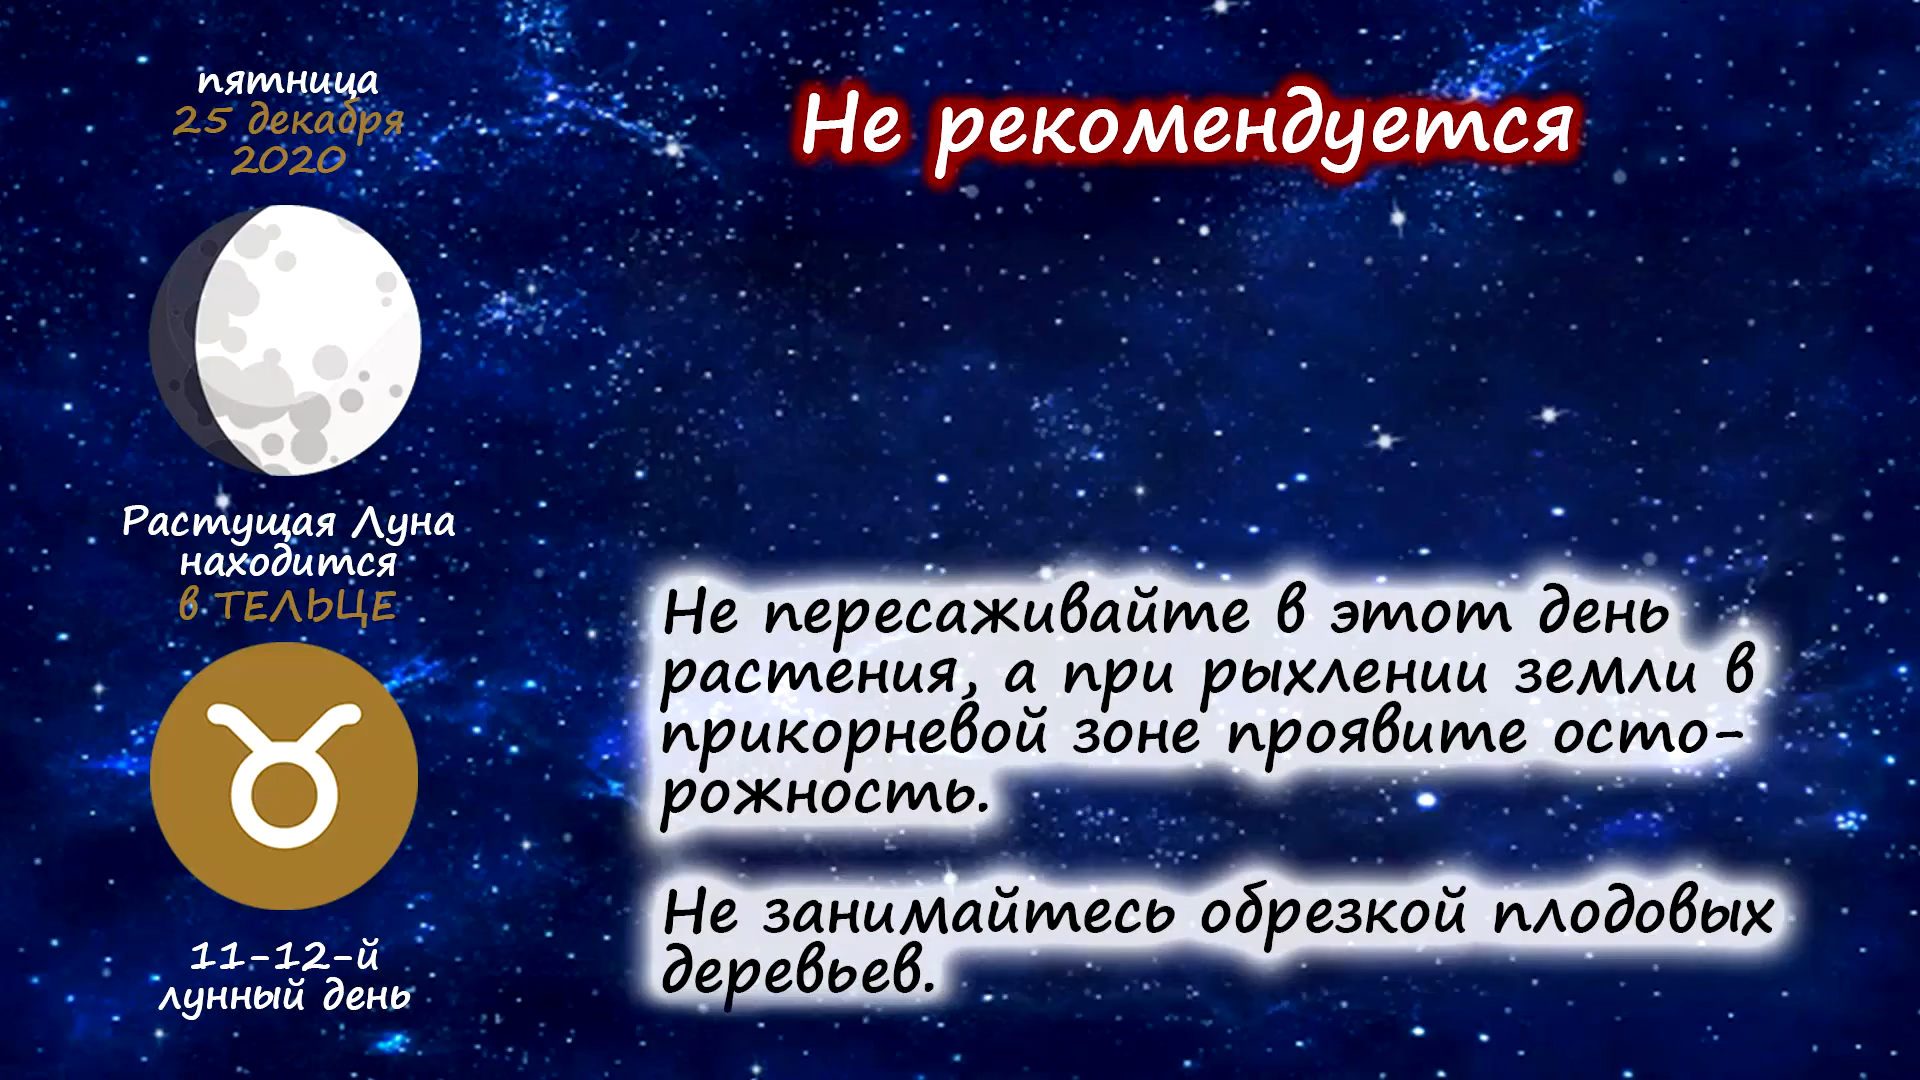 пятница
25 декабря
2020
Растущая Луна
находится
в ТЕЛЬЦЕ
11-12-й
лунный день
Не рекомендуется
Не пересаживайте в этот день
растения, а при рыхлении земли в
прикорневой зоне проявите осто-
рожность.
Не занимайтесь обрезкой плодовых
деревьев.